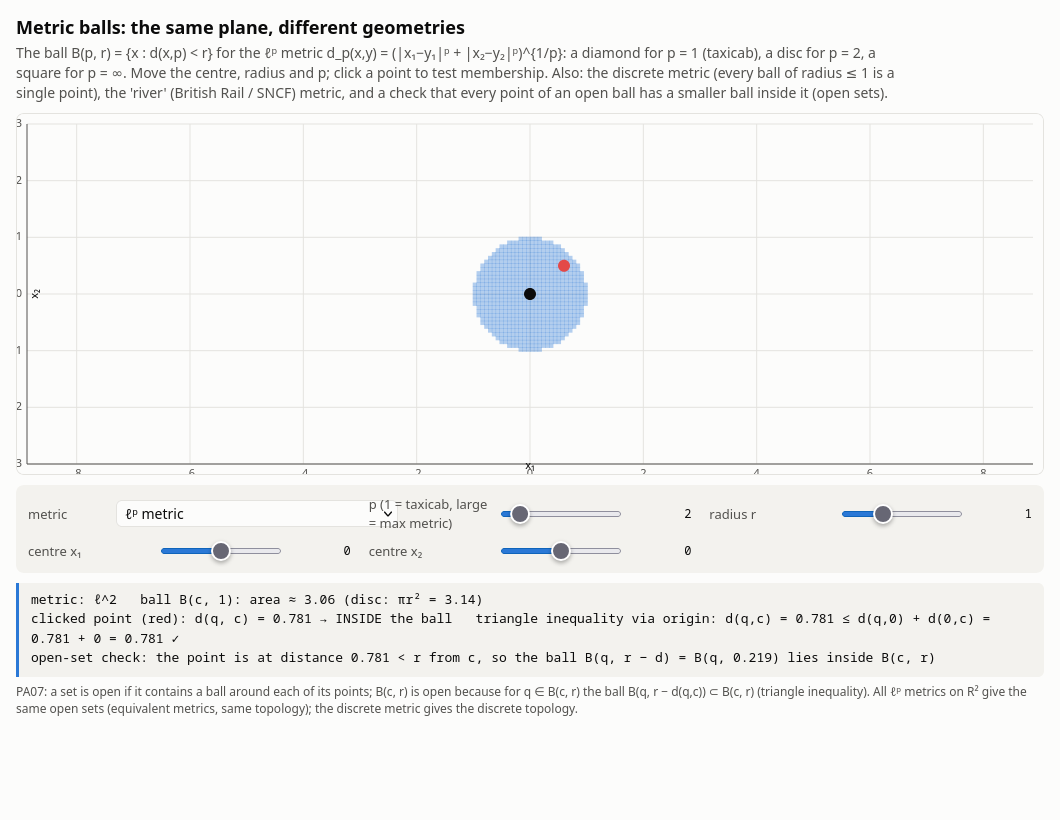 Metric balls: the same plane, different geometries
The ball B(p, r) = {x : d(x,p) < r} for the ℓᵖ metric d_p(x,y) = (|x₁−y₁|ᵖ + |x₂−y₂|ᵖ)^{1/p}: a diamond for p = 1 (taxicab), a disc for p = 2, a
square for p = ∞. Move the centre, radius and p; click a point to test membership. Also: the discrete metric (every ball of radius ≤ 1 is a
single point), the 'river' (British Rail / SNCF) metric, and a check that every point of an open ball has a smaller ball inside it (open sets).
3
2
1
0
x₂
1
2
3
x₁
8 6 4 2 0 2 4 6 8
metric ℓᵖ metric p (1 = taxicab, large
= max metric) 2 radius r 1
centre x₁ 0 centre x₂ 0
metric: ℓ^2 ball B(c, 1): area ≈ 3.06 (disc: πr² = 3.14)
clicked point (red): d(q, c) = 0.781 → INSIDE the ball triangle inequality via origin: d(q,c) = 0.781 ≤ d(q,0) + d(0,c) =
0.781 + 0 = 0.781 ✓
open-set check: the point is at distance 0.781 < r from c, so the ball B(q, r − d) = B(q, 0.219) lies inside B(c, r)
PA07: a set is open if it contains a ball around each of its points; B(c, r) is open because for q ∈ B(c, r) the ball B(q, r − d(q,c)) ⊂ B(c, r) (triangle inequality). All ℓᵖ metrics on R² give the
same open sets (equivalent metrics, same topology); the discrete metric gives the discrete topology.